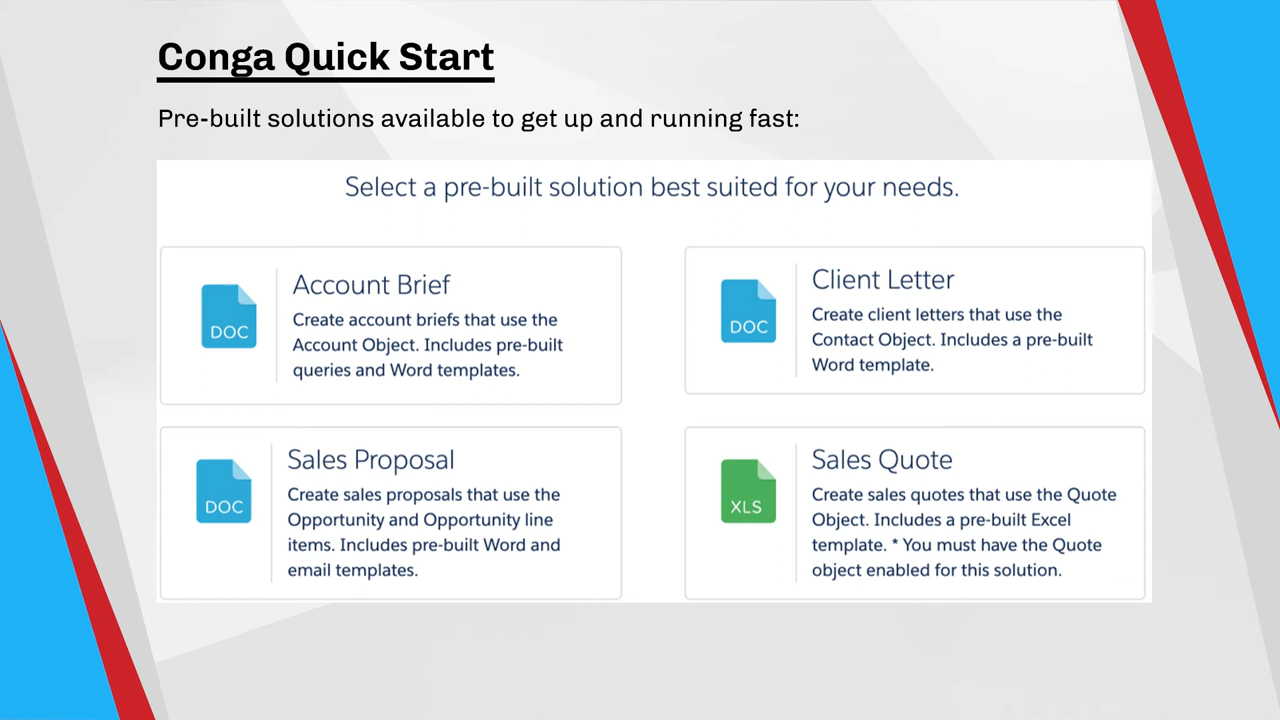 Conga Quick Start
Pre-built solutions available to get up and running fast:
Select a pre-built solution best suited for your needs.
DOC
Account Brief
Create account briefs that use the
Account Object. Includes pre-built
queries and Word templates.
DOC
Client Letter
Create client letters that use the
Contact Object. Includes a pre-built
Word template.
DOC
Sales Proposal
Create sales proposals that use the
Opportunity and Opportunity line
items. Includes pre-built Word and
email templates.
XLS
Sales Quote
Create sales quotes that use the Quote
Object. Includes a pre-built Excel
template. * You must have the Quote
object enabled for this solution.